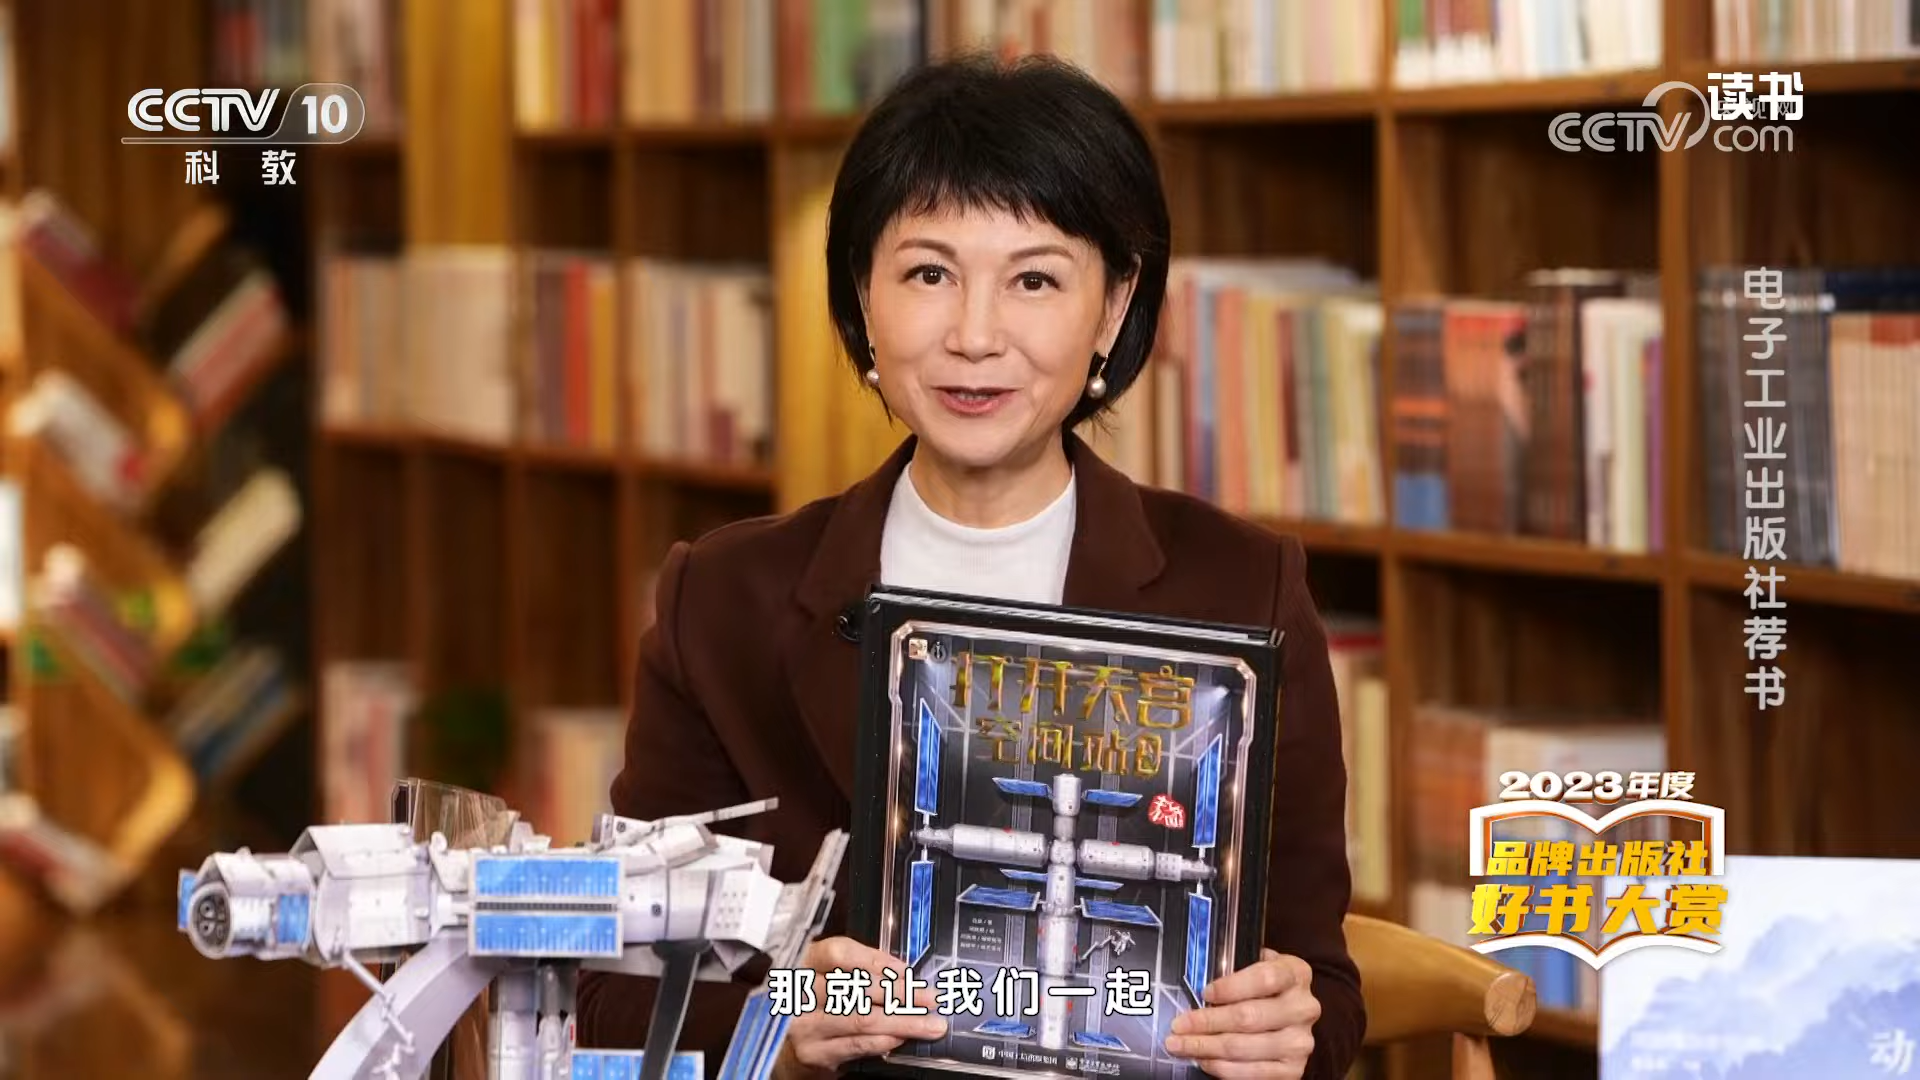 CCTV 10
科教
读书
CCTV.com
电子工业出版社荐书
打开天宫
空间站
2023年度
品牌出版社
好书大赏
那就让我们一起
动